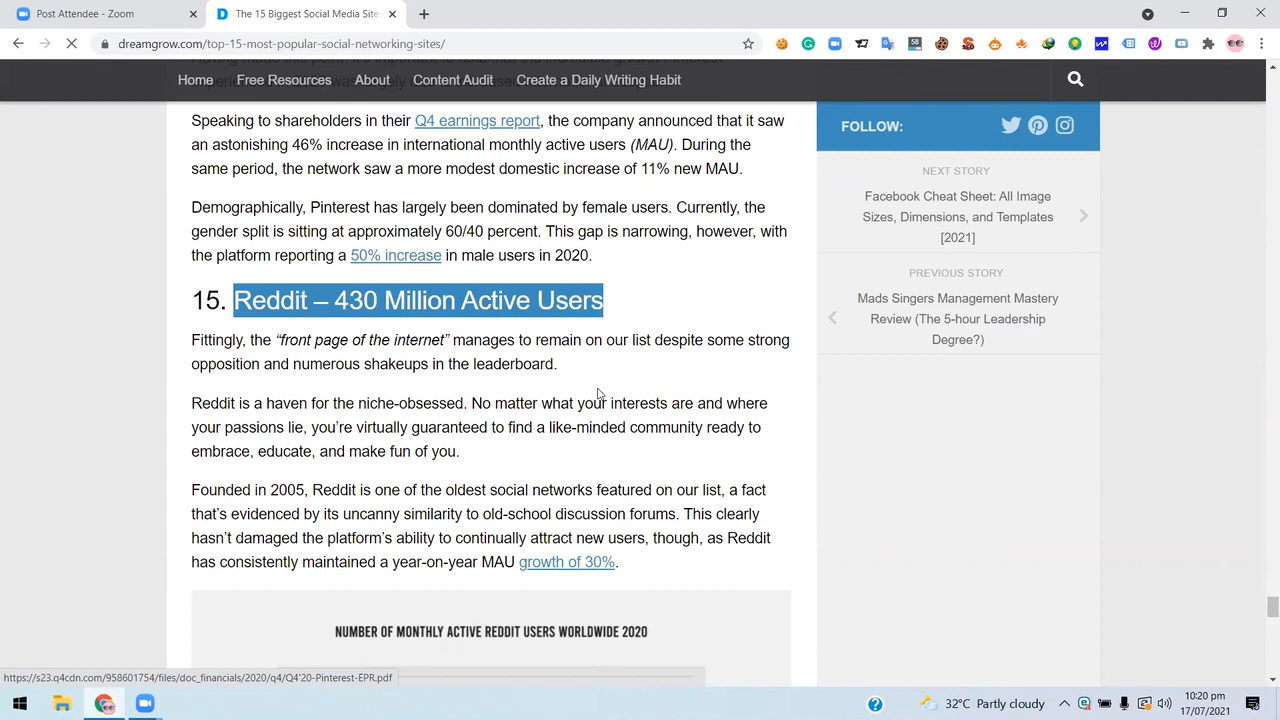 Post Attendee - Zoom
The 15 Biggest Social Media Site
dreamgrow.com/top-15-most-popular-social-networking-sites/
Home
Free Resources
About
Content Audit
Create a Daily Writing Habit
Speaking to shareholders in their Q4 earnings report, the company announced that it saw
an astonishing 46% increase in international monthly active users (MAU). During the
same period, the network saw a more modest domestic increase of 11% new MAU.
Demographically, Pinterest has largely been dominated by female users. Currently, the
gender split is sitting at approximately 60/40 percent. This gap is narrowing, however, with
the platform reporting a 50% increase in male users in 2020.
15. Reddit – 430 Million Active Users
Fittingly, the “front page of the internet” manages to remain on our list despite some strong
opposition and numerous shakeups in the leaderboard.
Reddit is a haven for the niche-obsessed. No matter what your interests are and where
your passions lie, you’re virtually guaranteed to find a like-minded community ready to
embrace, educate, and make fun of you.
Founded in 2005, Reddit is one of the oldest social networks featured on our list, a fact
that’s evidenced by its uncanny similarity to old-school discussion forums. This clearly
hasn’t damaged the platform’s ability to continually attract new users, though, as Reddit
has consistently maintained a year-on-year MAU growth of 30%.
NUMBER OF MONTHLY ACTIVE REDDIT USERS WORLDWIDE 2020
FOLLOW:
NEXT STORY
Facebook Cheat Sheet: All Image
Sizes, Dimensions, and Templates
[2021]
PREVIOUS STORY
Mads Singers Management Mastery
Review (The 5-hour Leadership
Degree?)
https://s23.q4cdn.com/958601754/files/doc_financials/2020/q4/Q4'20-Pinterest-EPR.pdf
32°C Partly cloudy
10:20 pm
17/07/2021